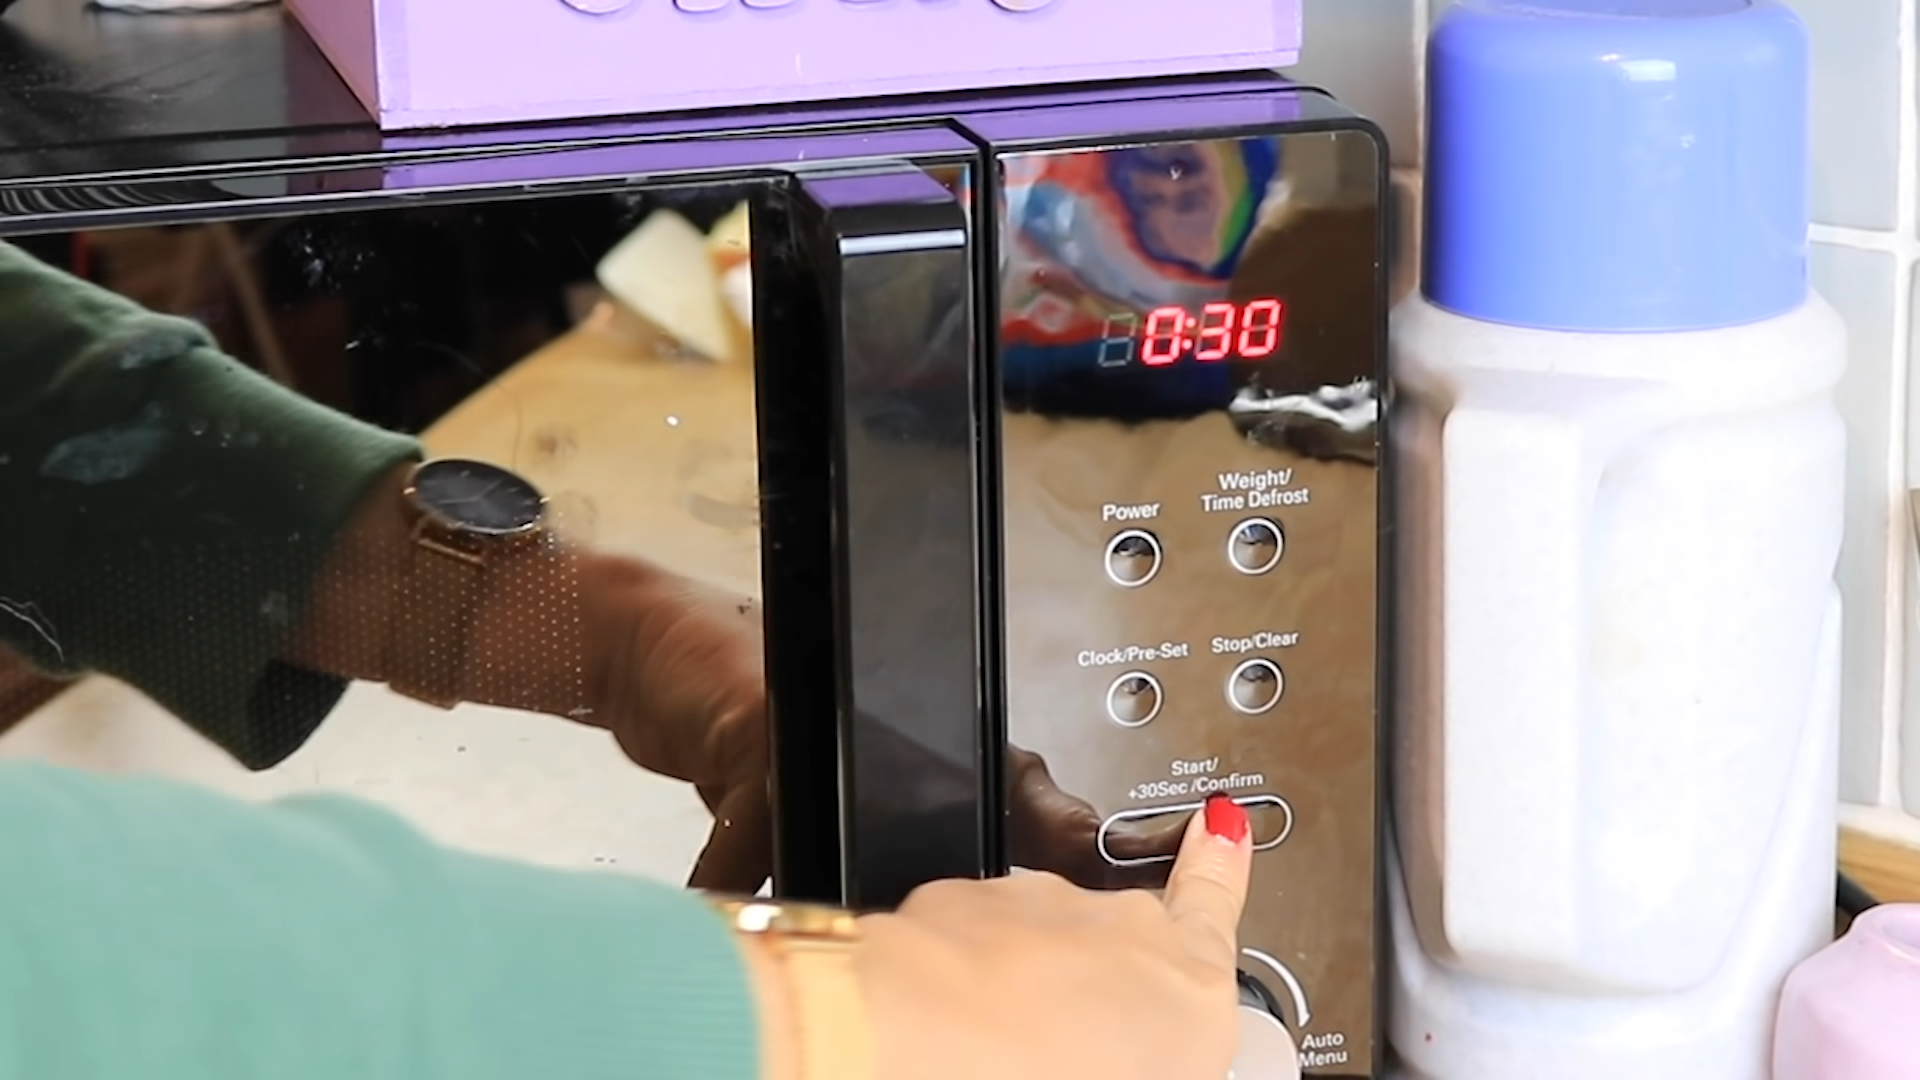 0:30
Power
Weight/
Time Defrost
Clock/Pre-Set
Stop/Clear
Start/
+30Sec /Confirm
Auto
Menu